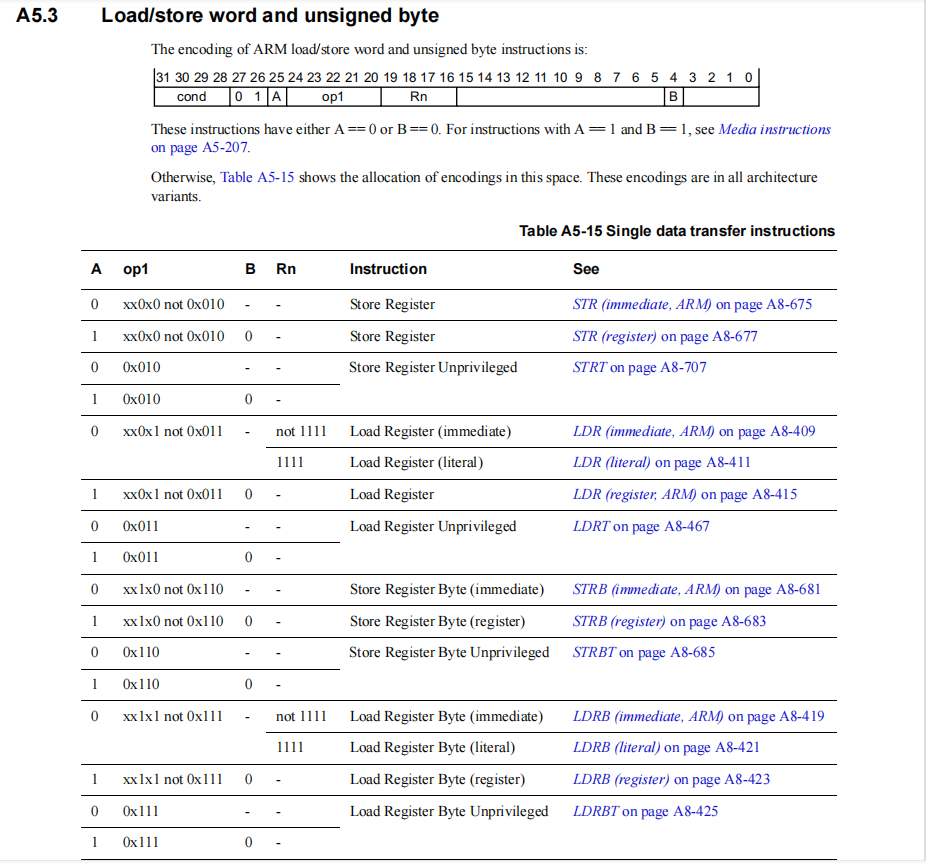 A5.3 Load/store word and unsigned byte
The encoding of ARM load/store word and unsigned byte instructions is:
31 30 29 28 27 26 25 24 23 22 21 20 19 18 17 16 15 14 13 12 11 10 9 8 7 6 5 4 3 2 1 0
cond 0 1 A op1 Rn B
These instructions have either A == 0 or B == 0. For instructions with A == 1 and B == 1, see Media instructions
on page A5-207.
Otherwise, Table A5-15 shows the allocation of encodings in this space. These encodings are in all architecture
variants.
Table A5-15 Single data transfer instructions
A op1 B Rn Instruction See
0 xx0x0 not 0x010 - - Store Register STR (immediate, ARM) on page A8-675
1 xx0x0 not 0x010 0 - Store Register STR (register) on page A8-677
0 0x010 - - Store Register Unprivileged STRT on page A8-707
1 0x010 0 -
0 xx0x1 not 0x011 - not 1111 Load Register (immediate) LDR (immediate, ARM) on page A8-409
1111 Load Register (literal) LDR (literal) on page A8-411
1 xx0x1 not 0x011 0 - Load Register LDR (register, ARM) on page A8-415
0 0x011 - - Load Register Unprivileged LDRT on page A8-467
1 0x011 0 -
0 xx1x0 not 0x110 - - Store Register Byte (immediate) STRB (immediate, ARM) on page A8-681
1 xx1x0 not 0x110 0 - Store Register Byte (register) STRB (register) on page A8-683
0 0x110 - - Store Register Byte Unprivileged STRBT on page A8-685
1 0x110 0 -
0 xx1x1 not 0x111 - not 1111 Load Register Byte (immediate) LDRB (immediate, ARM) on page A8-419
1111 Load Register Byte (literal) LDRB (literal) on page A8-421
1 xx1x1 not 0x111 0 - Load Register Byte (register) LDRB (register) on page A8-423
0 0x111 - - Load Register Byte Unprivileged LDRBT on page A8-425
1 0x111 0 -